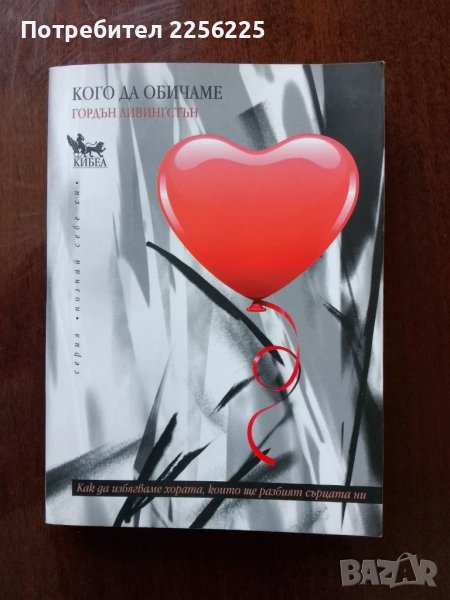 Потребител 2256225
КОГО ДА ОБИЧАМЕ
ГОРДЪН ЛИВИНГСТЪН
КИБЕА
серия • познай себе си •
Как да избягваме хората, които ще разбият сърцата ни
BAZAR